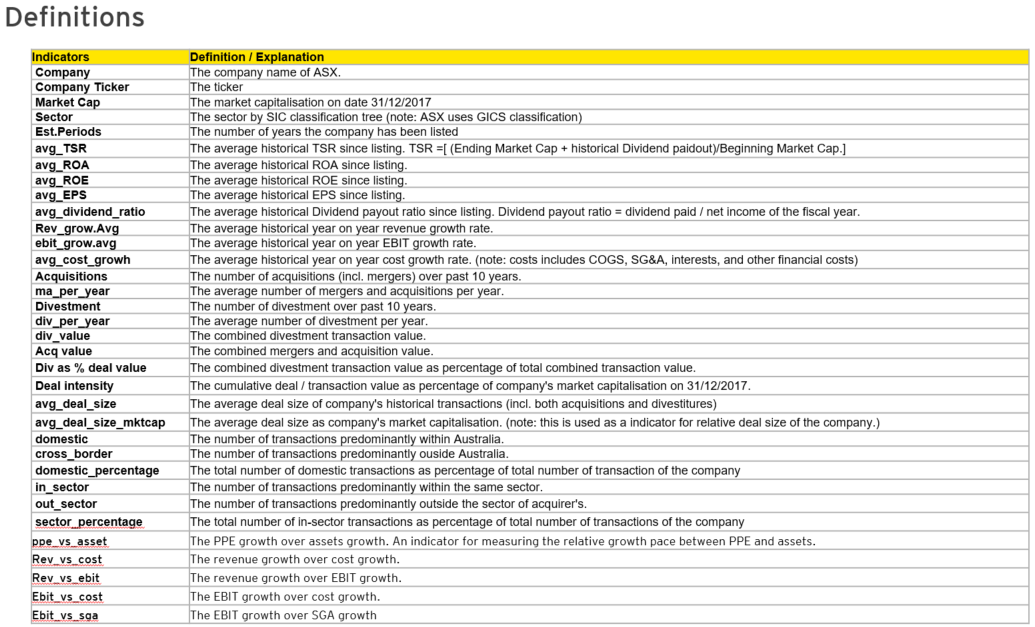 Definitions
Indicators Definition / Explanation
Company The company name of ASX.
Company Ticker The ticker
Market Cap The market capitalisation on date 31/12/2017
Sector The sector by SIC classification tree (note: ASX uses GICS classification)
Est.Periods The number of years the company has been listed
avg_TSR The average historical TSR since listing. TSR =[ (Ending Market Cap + historical Dividend paidout)/Beginning Market Cap.]
avg_ROA The average historical ROA since listing.
avg_ROE The average historical ROE since listing.
avg_EPS The average historical EPS since listing.
avg_dividend_ratio The average historical Dividend payout ratio since listing. Dividend payout ratio = dividend paid / net income of the fiscal year.
Rev_grow.Avg The average historical year on year revenue growth rate.
ebit_grow.avg The average historical year on year EBIT growth rate.
avg_cost_growh The average historical year on year cost growth rate. (note: costs includes COGS, SG&A, interests, and other financial costs)
Acquisitions The number of acquisitions (incl. mergers) over past 10 years.
ma_per_year The average number of mergers and acquisitions per year.
Divestment The number of divestment over past 10 years.
div_per_year The average number of divestment per year.
div_value The combined divestment transaction value.
Acq value The combined mergers and acquisition value.
Div as % deal value The combined divestment transaction value as percentage of total combined transaction value.
Deal intensity The cumulative deal / transaction value as percentage of company's market capitalisation on 31/12/2017.
avg_deal_size The average deal size of company's historical transactions (incl. both acquisitions and divestitures)
avg_deal_size_mktcap The average deal size as company's market capitalisation. (note: this is used as a indicator for relative deal size of the company.)
domestic The number of transactions predominantly within Australia.
cross_border The number of transactions predominantly ouside Australia.
domestic_percentage The total number of domestic transactions as percentage of total number of transaction of the company
in_sector The number of transactions predominantly within the same sector.
out_sector The number of transactions predominantly outside the sector of acquirer's.
sector_percentage The total number of in-sector transactions as percentage of total number of transactions of the company
ppe_vs_asset The PPE growth over assets growth. An indicator for measuring the relative growth pace between PPE and assets.
Rev_vs_cost The revenue growth over cost growth.
Rev_vs_ebit The revenue growth over EBIT growth.
Ebit_vs_cost The EBIT growth over cost growth.
Ebit_vs_sga The EBIT growth over SGA growth